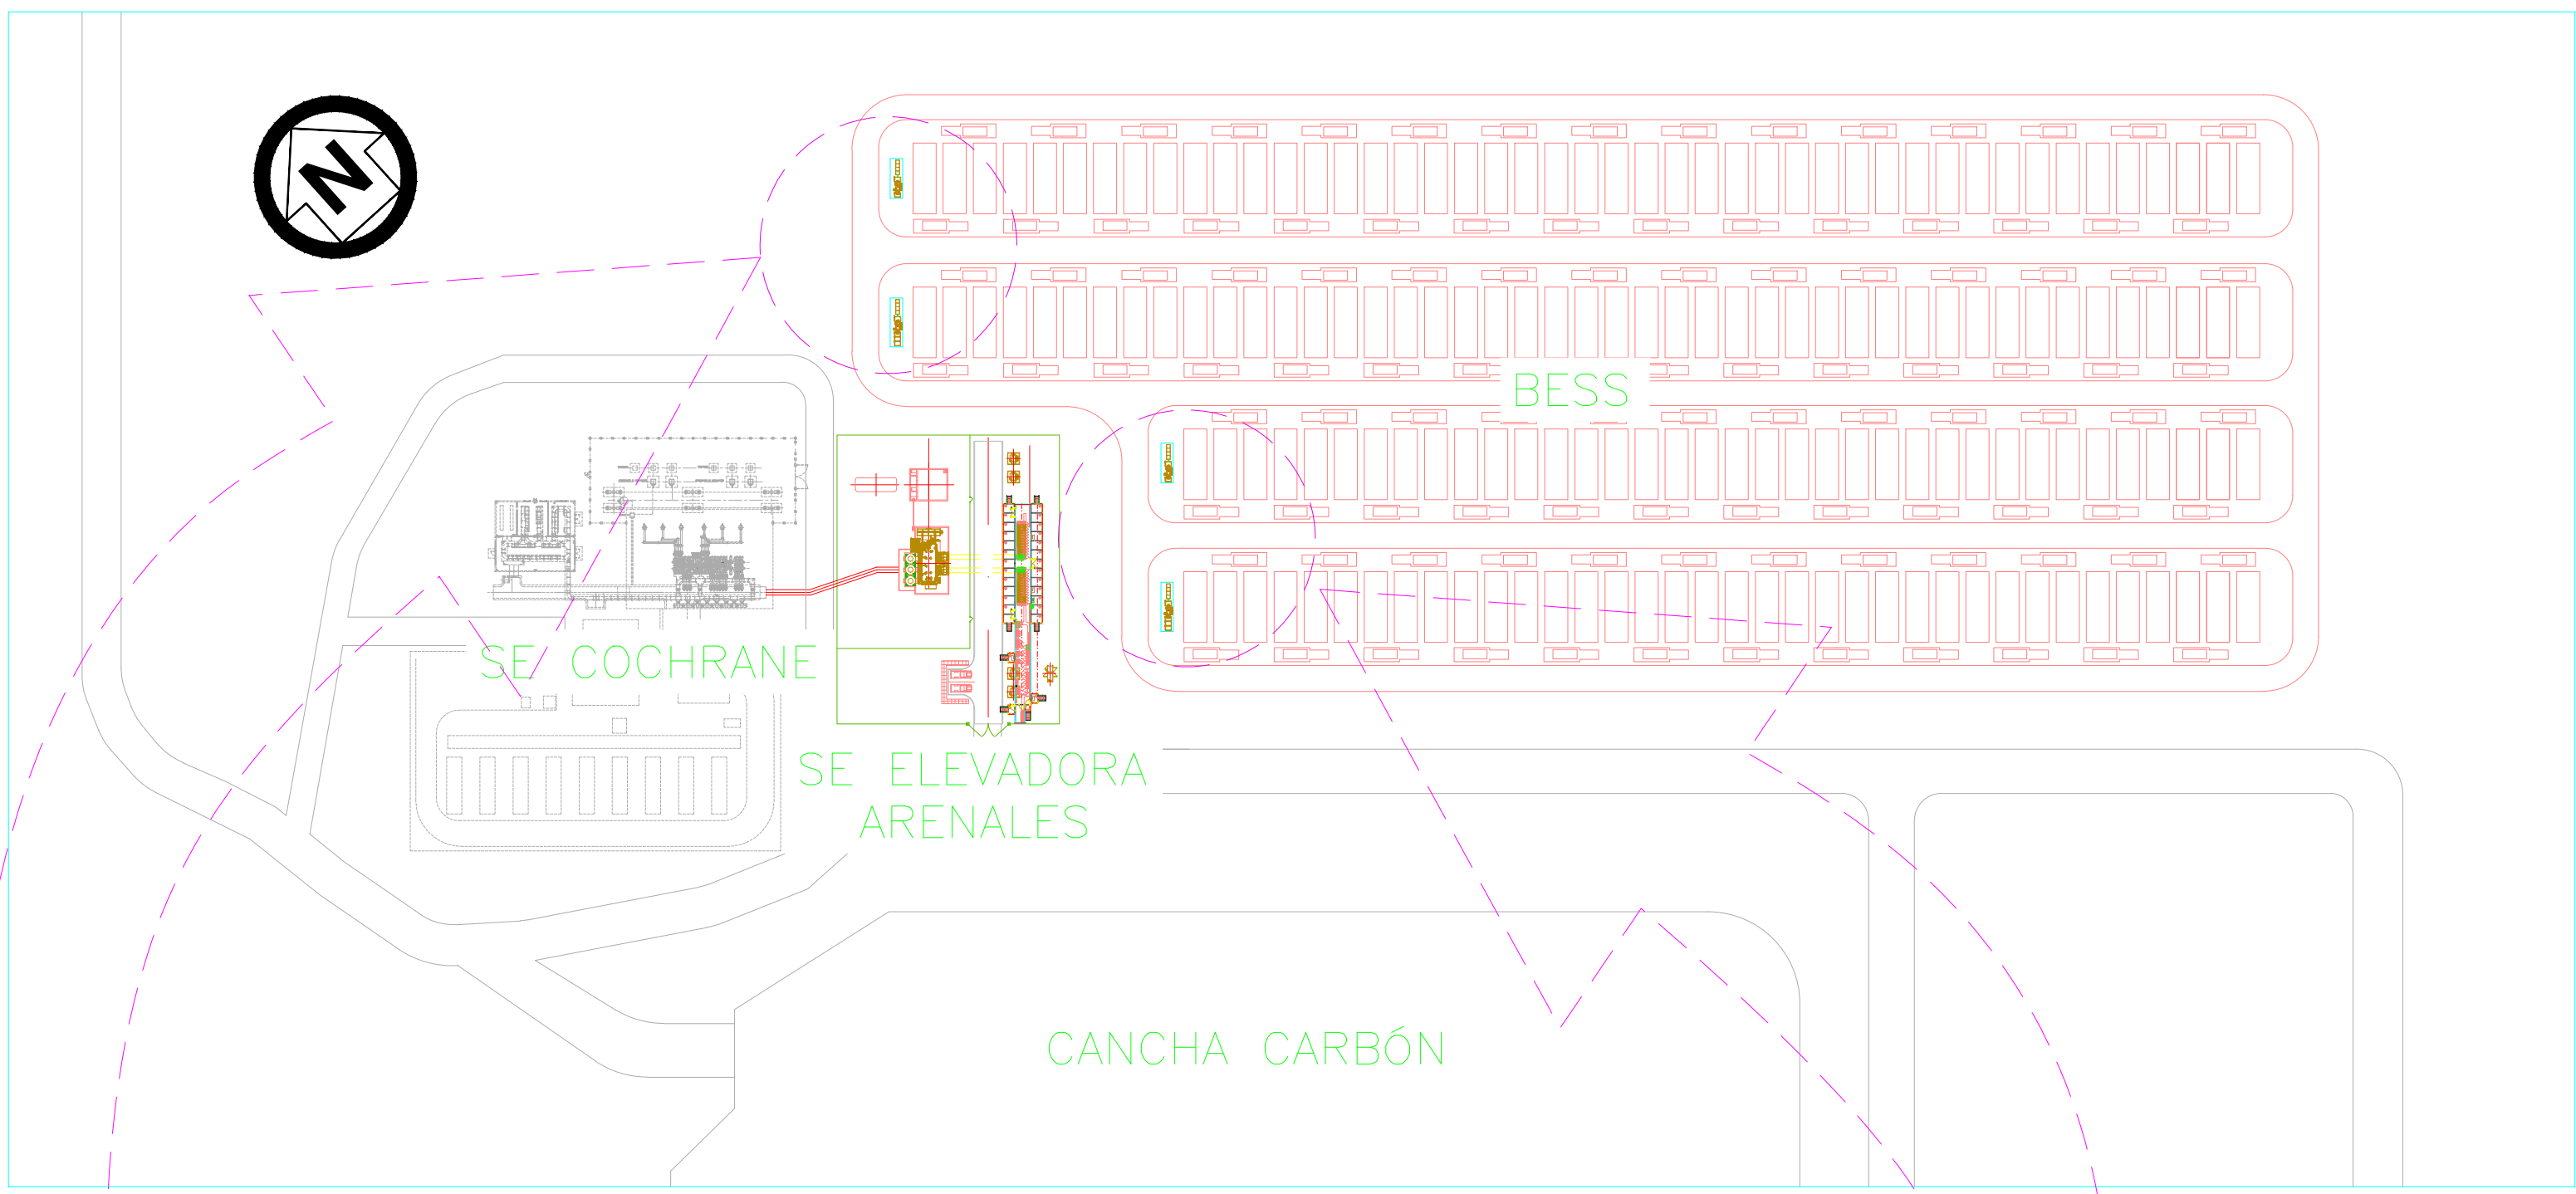 N
BESS
SE COCHRANE
SE ELEVADORA
ARENALES
CANCHA CARBÓN